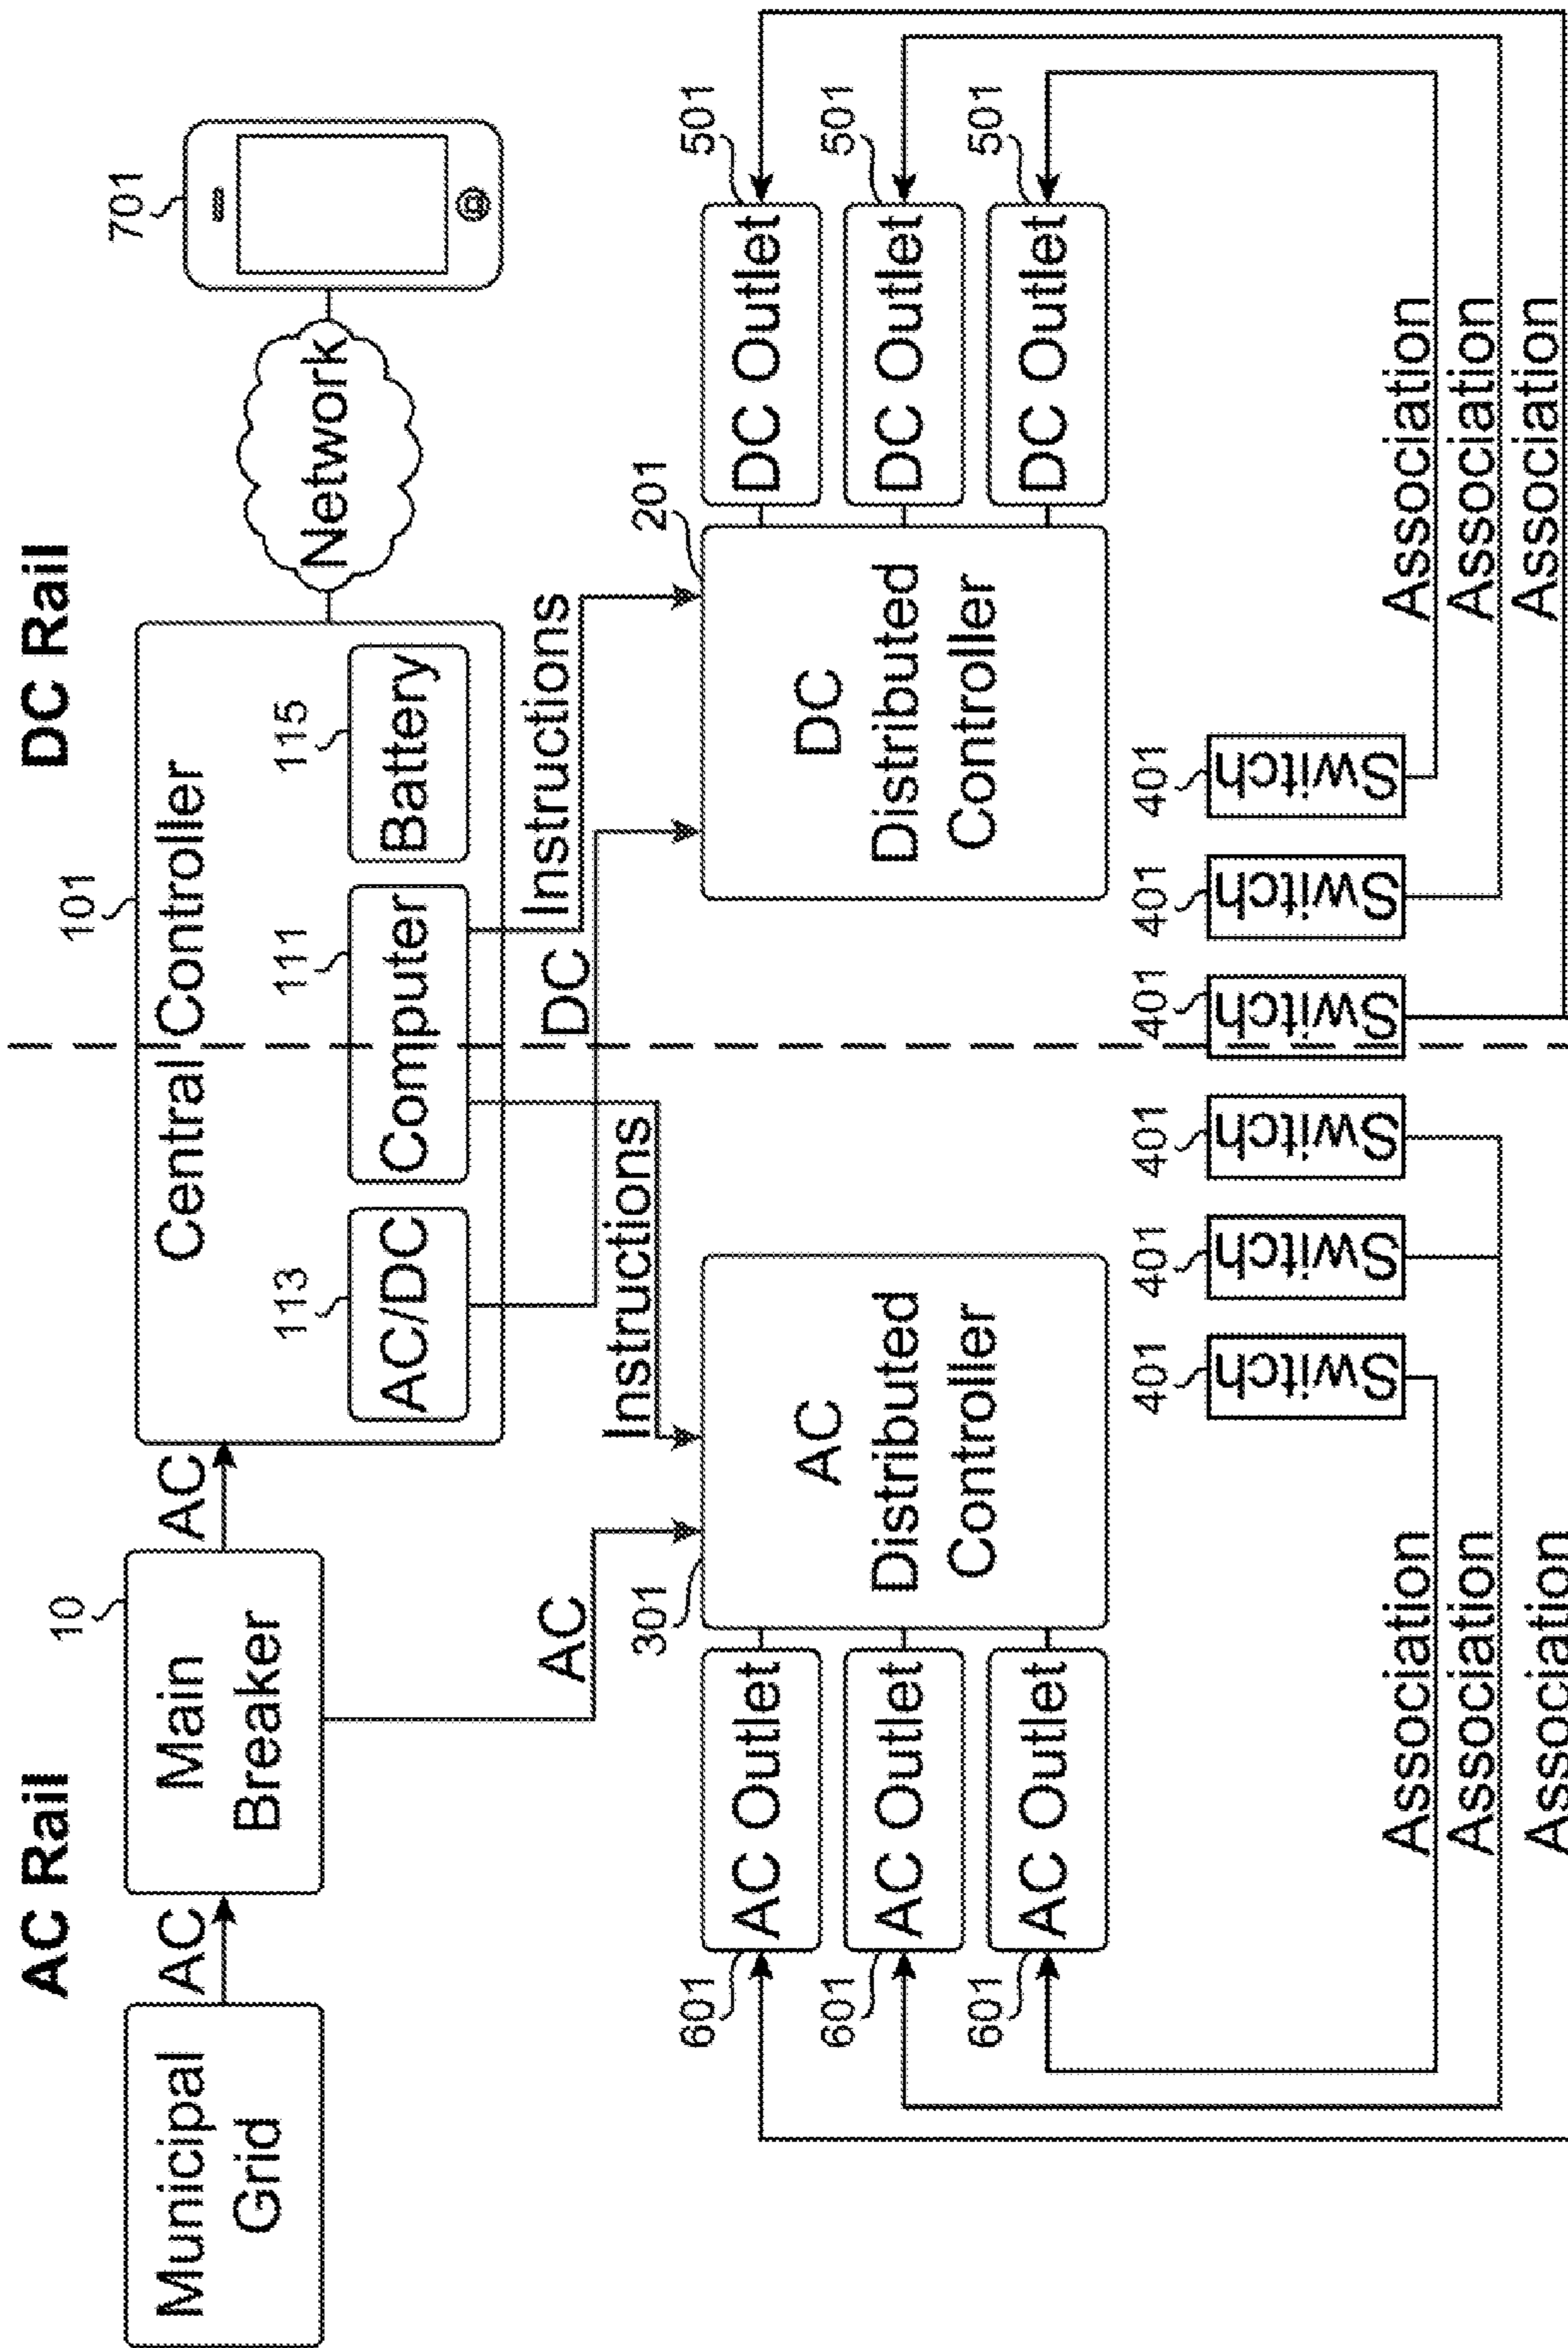 AC Rail
DC Rail
Municipal
Grid
AC
10
Main
Breaker
AC
101
Central Controller
113
AC/DC
111
Computer
115
Battery
Network
701
AC
Instructions
DC
Instructions
301
AC
Distributed
Controller
601
AC Outlet
601
AC Outlet
601
AC Outlet
201
DC
Distributed
Controller
DC Outlet
501
DC Outlet
501
DC Outlet
501
401
Switch
401
Switch
401
Switch
401
Switch
401
Switch
401
Switch
Association
Association
Association
Association
Association
Association